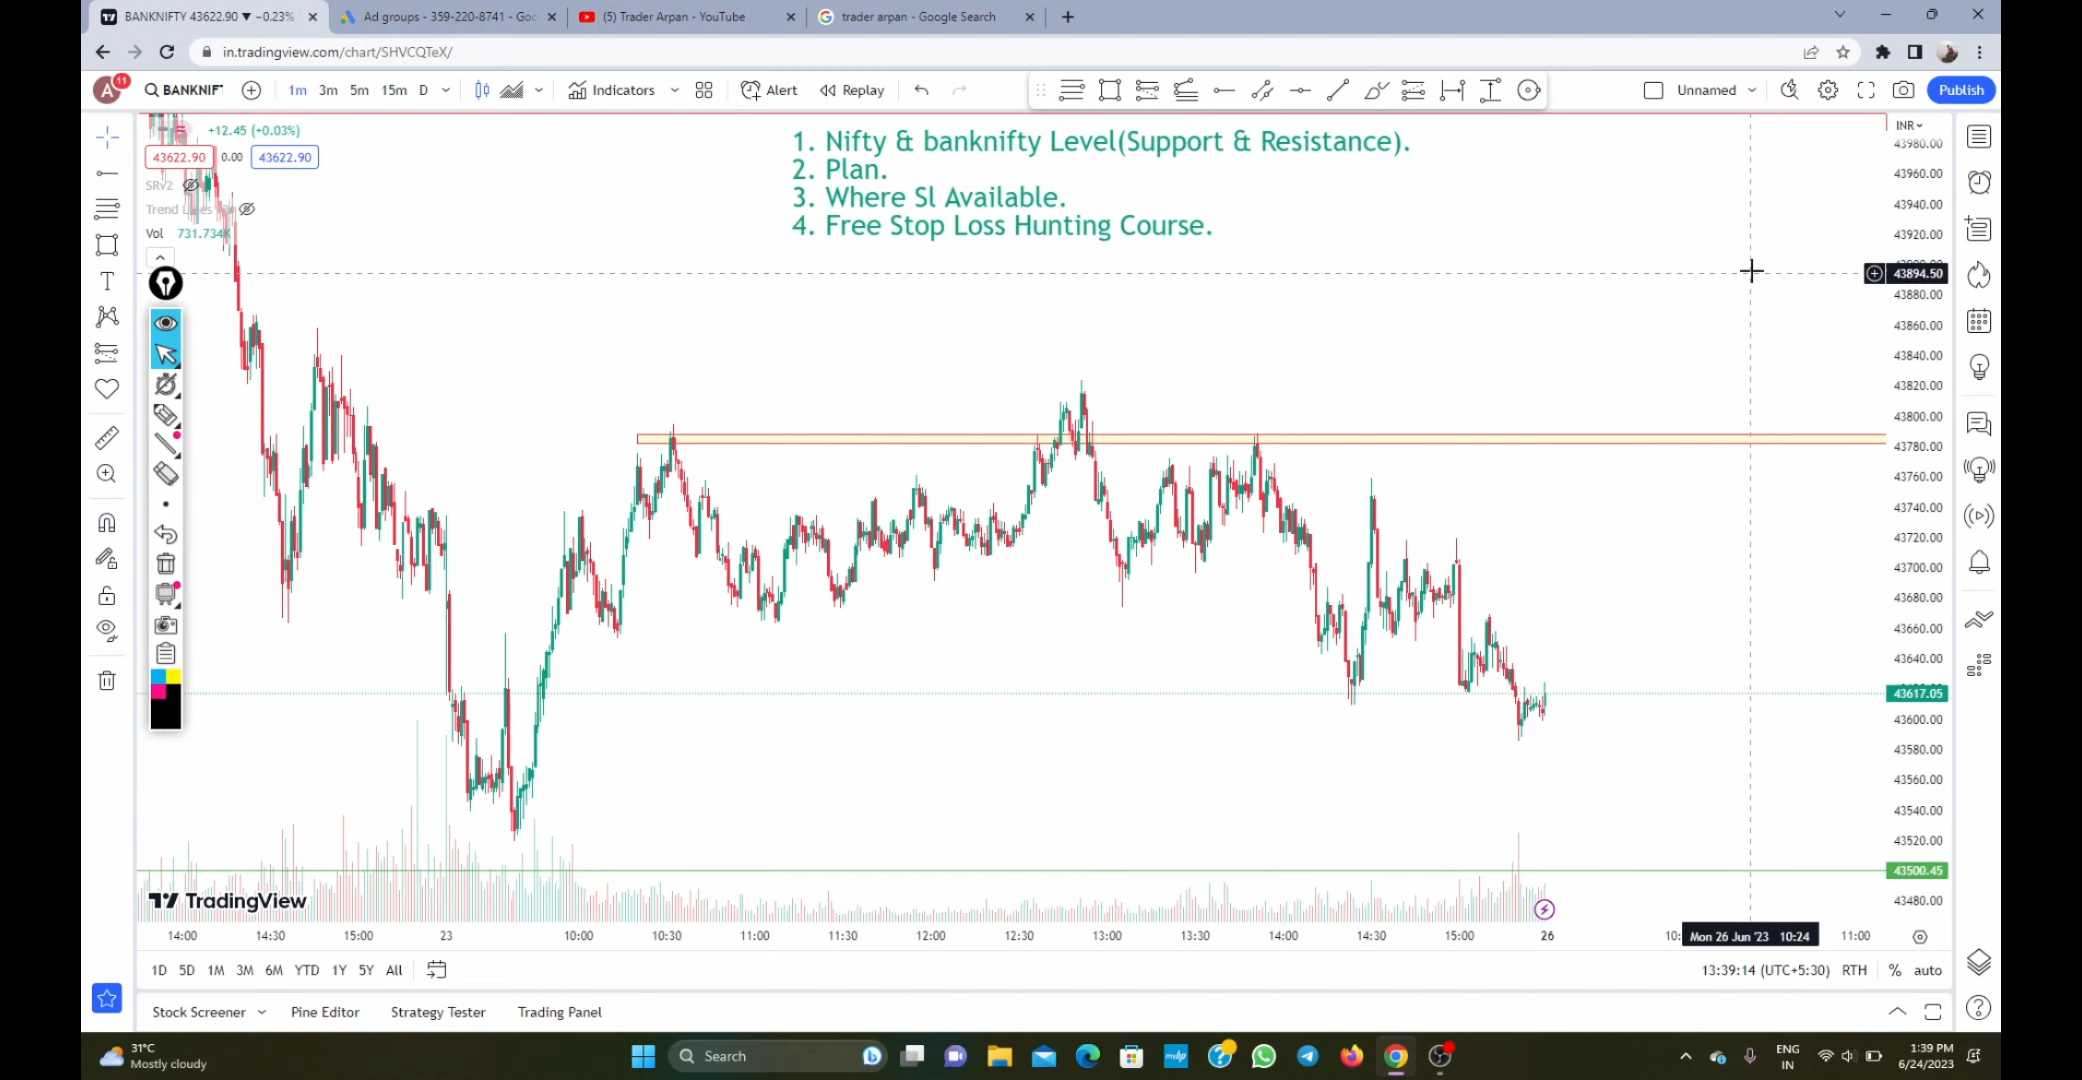 BANKNIFTY 43622.90 ▼ −0.23%
Ad groups - 359-220-8741 - Goo
(5) Trader Arpan - YouTube
trader arpan - Google Search
in.tradingview.com/chart/SHVCQTeX/
A 11
BANKNIF
1m 3m 5m 15m D
Indicators
Alert
Replay
Unnamed
Publish
+12.45 (+0.03%)
43622.90 0.00 43622.90
SRv2
Vol 731.734K
1. Nifty & banknifty Level(Support & Resistance).
2. Plan.
3. Where Sl Available.
4. Free Stop Loss Hunting Course.
INR
43980.00
43960.00
43940.00
43920.00
43894.50
43880.00
43860.00
43840.00
43820.00
43800.00
43780.00
43760.00
43740.00
43720.00
43700.00
43680.00
43660.00
43640.00
43617.05
43600.00
43580.00
43560.00
43540.00
43520.00
43500.45
43480.00
TradingView
14:00 14:30 15:00 23 10:00 10:30 11:00 11:30 12:00 12:30 13:00 13:30 14:00 14:30 15:00 26 10: Mon 26 Jun '23 10:24 11:00
1D 5D 1M 3M 6M YTD 1Y 5Y All
13:39:14 (UTC+5:30) RTH % auto
Stock Screener Pine Editor Strategy Tester Trading Panel
31°C
Mostly cloudy
Search
ENG
IN
1:39 PM
6/24/2023